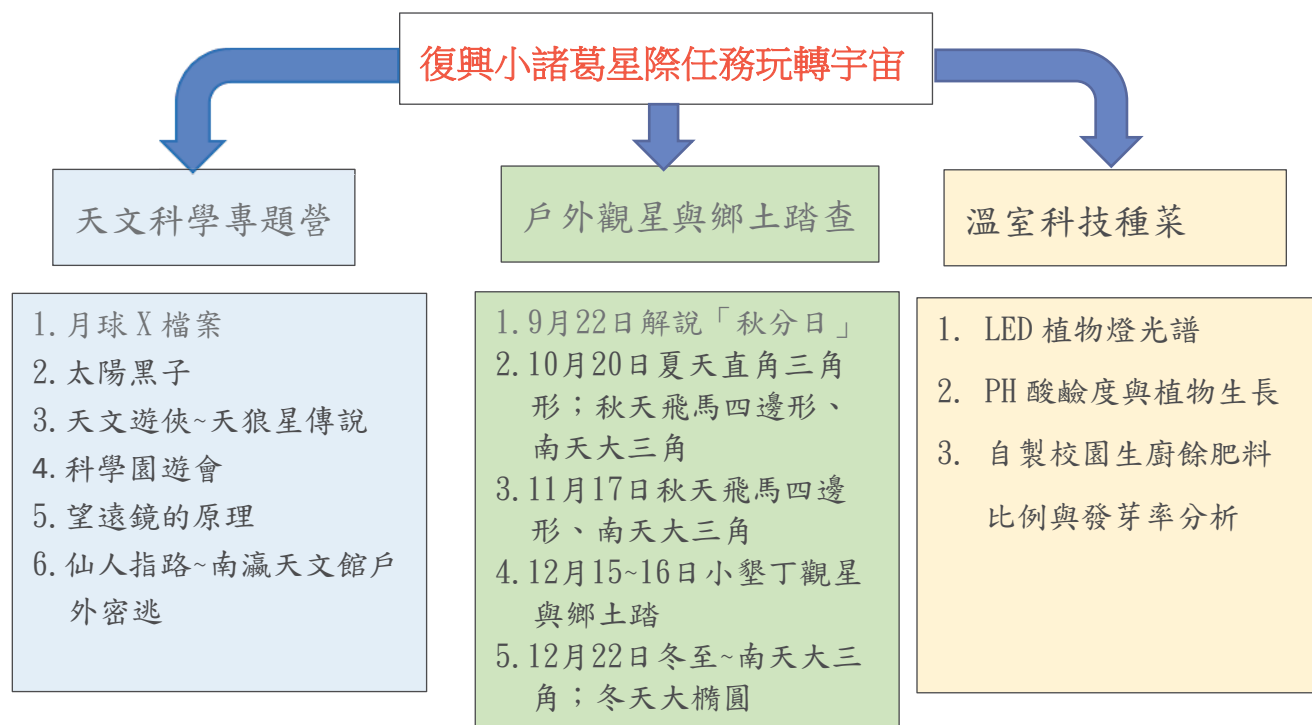 復興小諸葛星際任務玩轉宇宙
天文科學專題營
1.月球X檔案
2.太陽黑子
3.天文遊俠~天狼星傳說
4.科學園遊會
5.望遠鏡的原理
6.仙人指路~南瀛天文館戶
外密逃
戶外觀星與鄉土踏查
1.9月22日解說「秋分日」
2.10月20日夏天直角三角
形；秋天飛馬四邊形、
南天大三角
3.11月17日秋天飛馬四邊
形、南天大三角
4.12月15~16日小墾丁觀星
與鄉土踏
5.12月22日冬至~南天大三
角；冬天大橢圓
溫室科技種菜
1. LED植物燈光譜
2. PH酸鹼度與植物生長
3. 自製校園生廚餘肥料
比例與發芽率分析